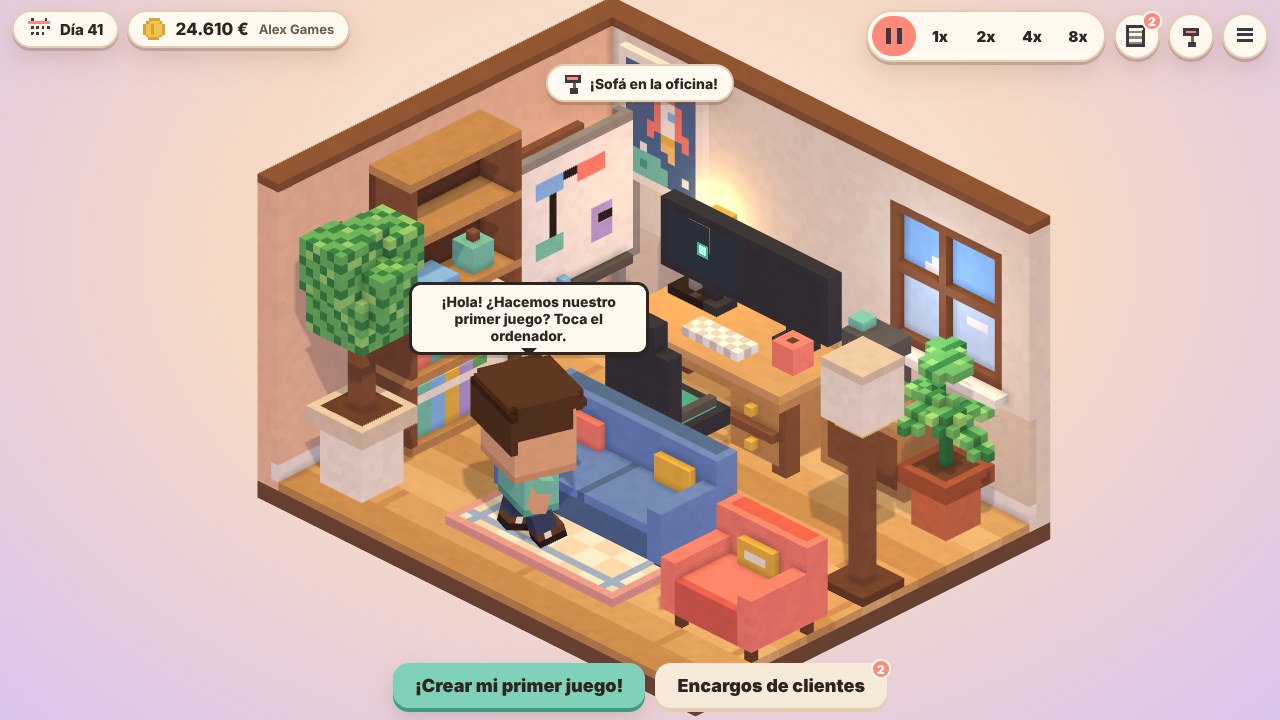 Día 41
24.610 € Alex Games
1x 2x 4x 8x
2
¡Sofá en la oficina!
¡Hola! ¿Hacemos nuestro
primer juego? Toca el
ordenador.
¡Crear mi primer juego!
Encargos de clientes
2